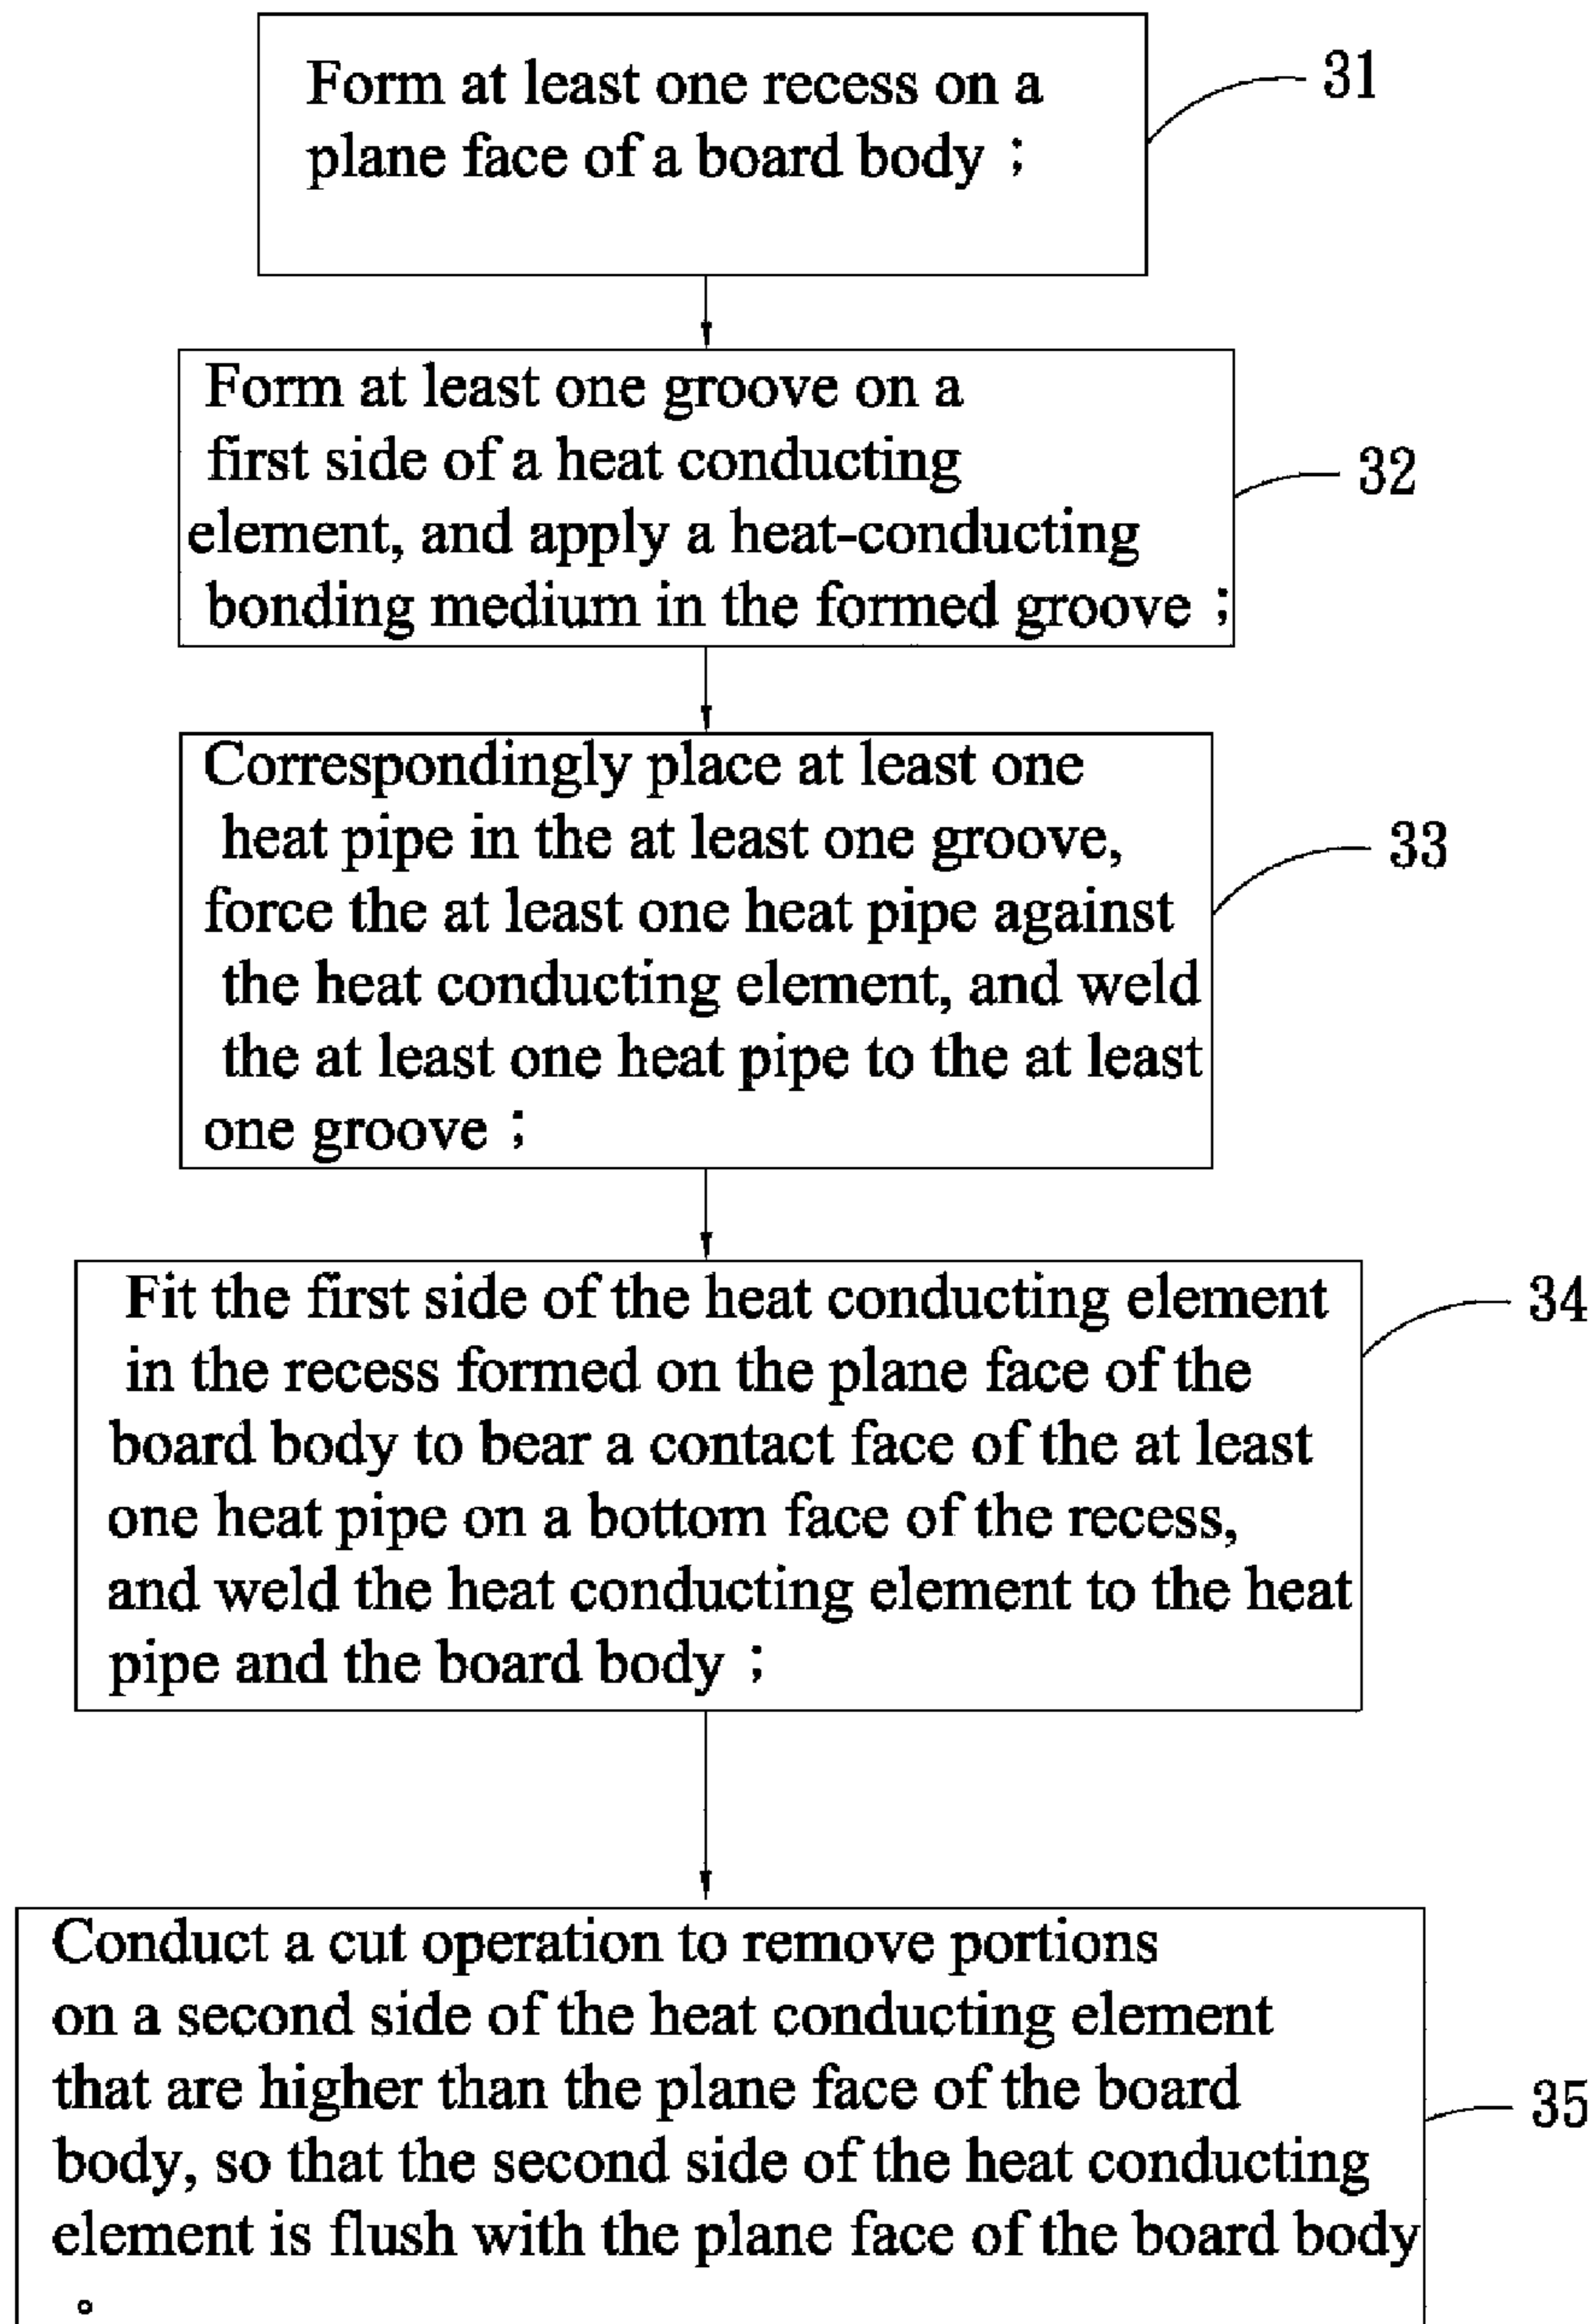 Form at least one recess on a
plane face of a board body ;
31
Form at least one groove on a
first side of a heat conducting
element, and apply a heat-conducting
bonding medium in the formed groove ;
32
Correspondingly place at least one
heat pipe in the at least one groove,
force the at least one heat pipe against
the heat conducting element, and weld
the at least one heat pipe to the at least
one groove ;
33
Fit the first side of the heat conducting element
in the recess formed on the plane face of the
board body to bear a contact face of the at least
one heat pipe on a bottom face of the recess,
and weld the heat conducting element to the heat
pipe and the board body ;
34
Conduct a cut operation to remove portions
on a second side of the heat conducting element
that are higher than the plane face of the board
body, so that the second side of the heat conducting
element is flush with the plane face of the board body
。
35